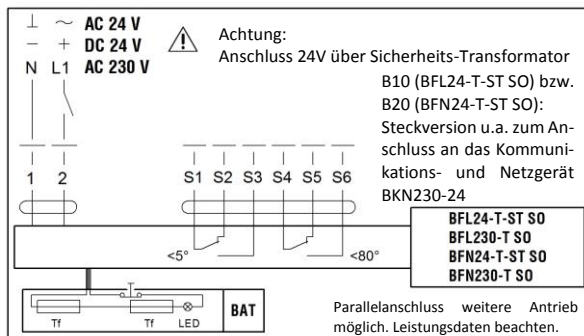 ⊥ ~ AC 24 V
− + DC 24 V
N L1 AC 230 V
Achtung:
Anschluss 24V über Sicherheits-Transformator
B10 (BFL24-T-ST SO) bzw.
B20 (BFN24-T-ST SO):
Steckversion u.a. zum An-
schluss an das Kommuni-
kations- und Netzgerät
BKN230-24
1 2 S1 S2 S3 S4 S5 S6
<5° <80°
BFL24-T-ST SO
BFL230-T SO
BFN24-T-ST SO
BFN230-T SO
T
Tf Tf LED
BAT
Parallelanschluss weitere Antrieb
möglich. Leistungsdaten beachten.